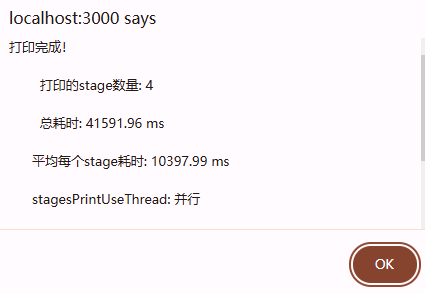 localhost:3000 says
打印完成!
打印的stage数量: 4
总耗时: 41591.96 ms
平均每个stage耗时: 10397.99 ms
stagesPrintUseThread: 并行
OK